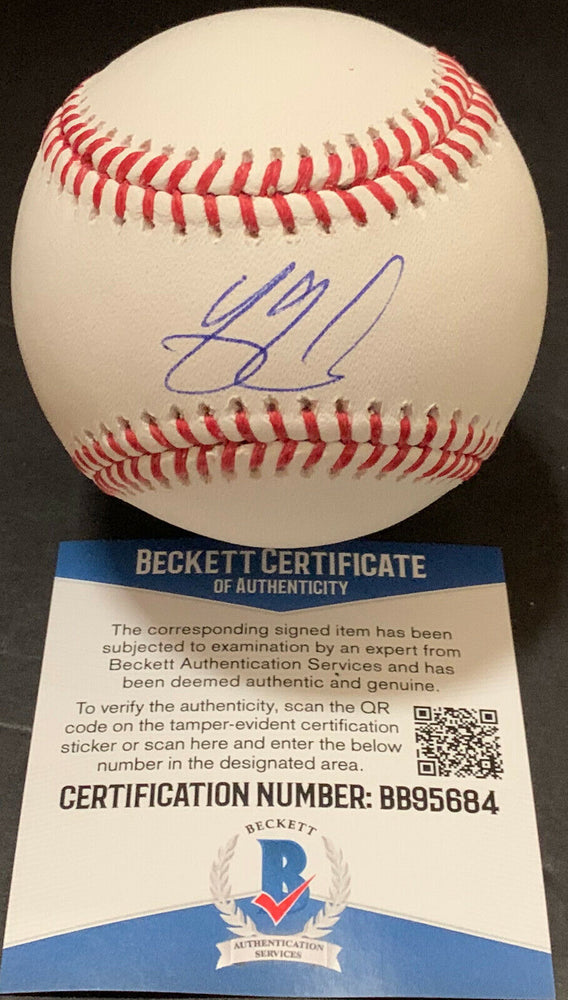 BECKETT CERTIFICATE
OF AUTHENTICITY
The corresponding signed item has been
subjected to examination by an expert from
Beckett Authentication Services and has
been deemed authentic and genuine.
To verify the authenticity, scan the QR
code on the tamper-evident certification
sticker or scan here and enter the below
number in the designated area.
CERTIFICATION NUMBER: BB95684
BECKETT
B
AUTHENTICATION
SERVICES